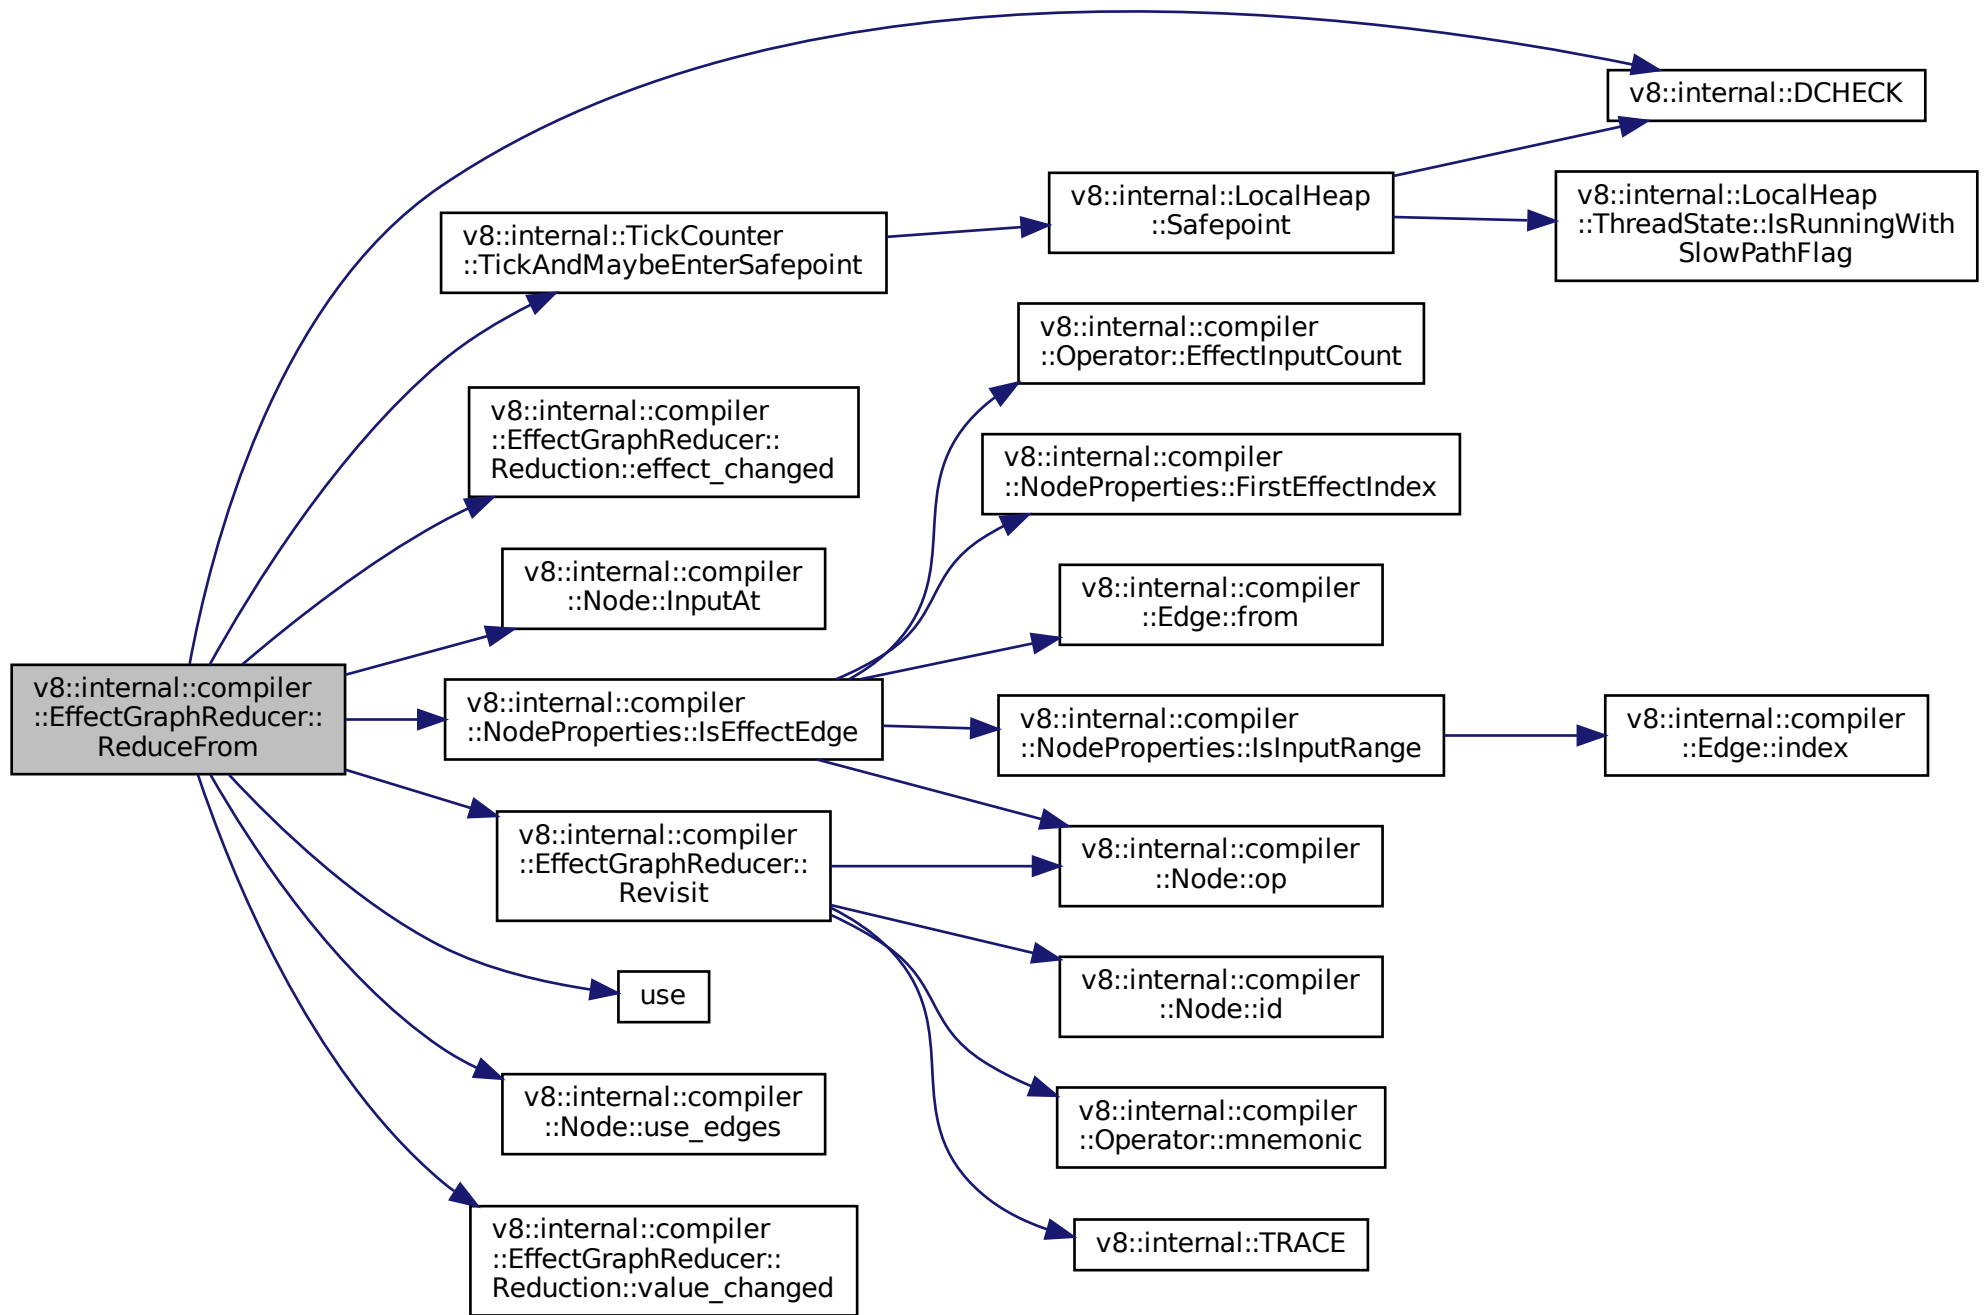 v8::internal::compiler
::EffectGraphReducer::
ReduceFrom
v8::internal::DCHECK
v8::internal::TickCounter
::TickAndMaybeEnterSafepoint
v8::internal::LocalHeap
::Safepoint
v8::internal::LocalHeap
::ThreadState::IsRunningWith
SlowPathFlag
v8::internal::compiler
::EffectGraphReducer::
Reduction::effect_changed
v8::internal::compiler
::Node::InputAt
v8::internal::compiler
::NodeProperties::IsEffectEdge
v8::internal::compiler
::Operator::EffectInputCount
v8::internal::compiler
::NodeProperties::FirstEffectIndex
v8::internal::compiler
::Edge::from
v8::internal::compiler
::NodeProperties::IsInputRange
v8::internal::compiler
::Edge::index
v8::internal::compiler
::Node::op
v8::internal::compiler
::EffectGraphReducer::
Revisit
v8::internal::compiler
::Node::id
v8::internal::compiler
::Operator::mnemonic
v8::internal::TRACE
use
v8::internal::compiler
::Node::use_edges
v8::internal::compiler
::EffectGraphReducer::
Reduction::value_changed